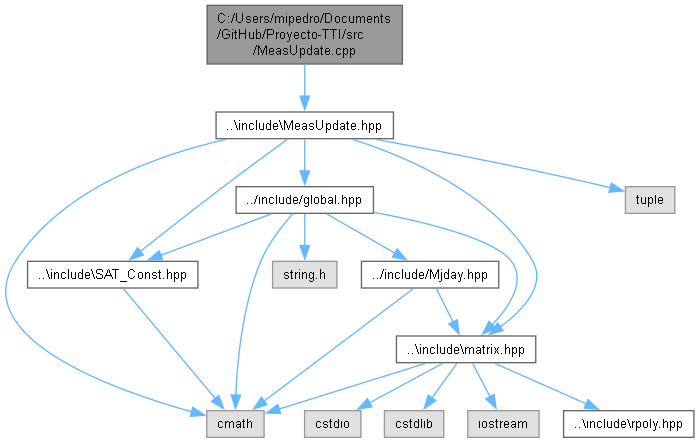 C:/Users/mipedro/Documents
/GitHub/Proyecto-TTI/src
/MeasUpdate.cpp
..\include\MeasUpdate.hpp
../include/global.hpp
tuple
..\include\SAT_Const.hpp
string.h
../include/Mjday.hpp
..\include\matrix.hpp
cmath
cstdio
cstdlib
iostream
..\include\rpoly.hpp